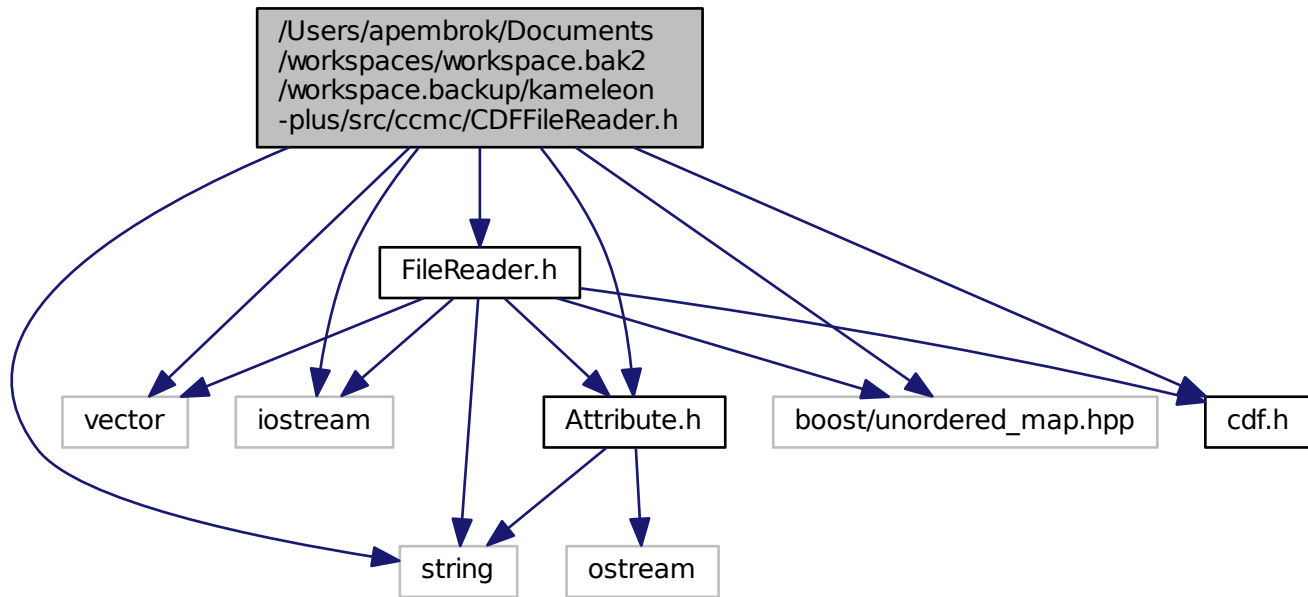 /Users/apembrok/Documents
/workspaces/workspace.bak2
/workspace.backup/kameleon
-plus/src/ccmc/CDFFileReader.h
FileReader.h
vector
iostream
Attribute.h
boost/unordered_map.hpp
cdf.h
string
ostream